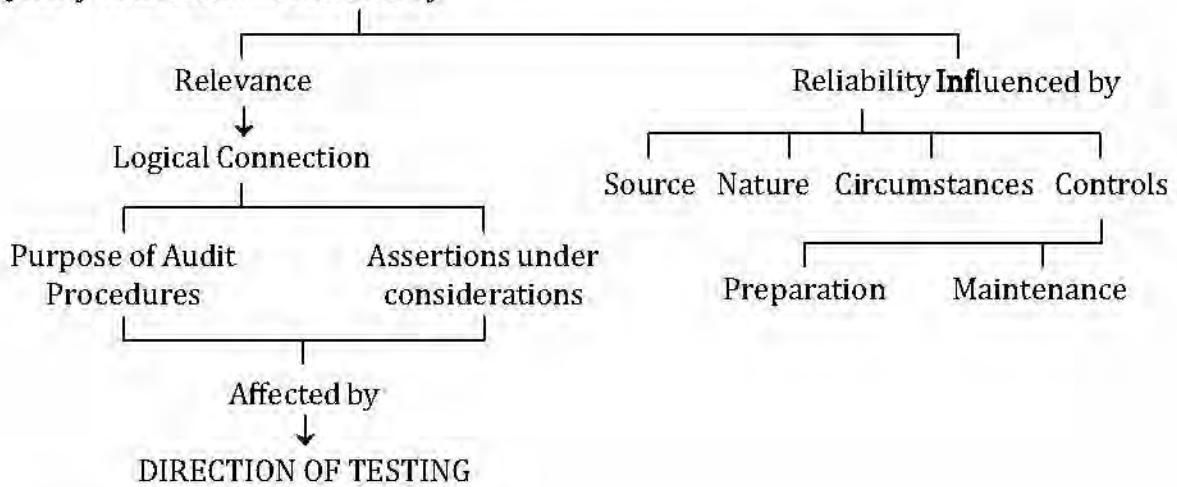 Relevance
Reliability Influenced by
Logical Connection
Source Nature Circumstances Controls
Purpose of Audit
Procedures
Assertions under
considerations
Preparation Maintenance
Affected by
DIRECTION OF TESTING